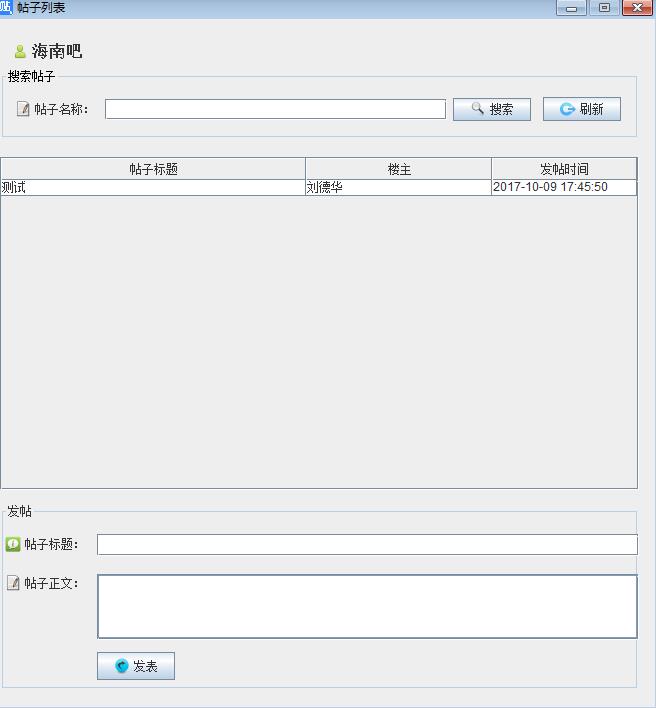 帖子列表
海南吧
搜索帖子
帖子名称： 搜索 刷新
帖子标题 楼主 发帖时间
测试 刘德华 2017-10-09 17:45:50
发帖
帖子标题：
帖子正文：
发表